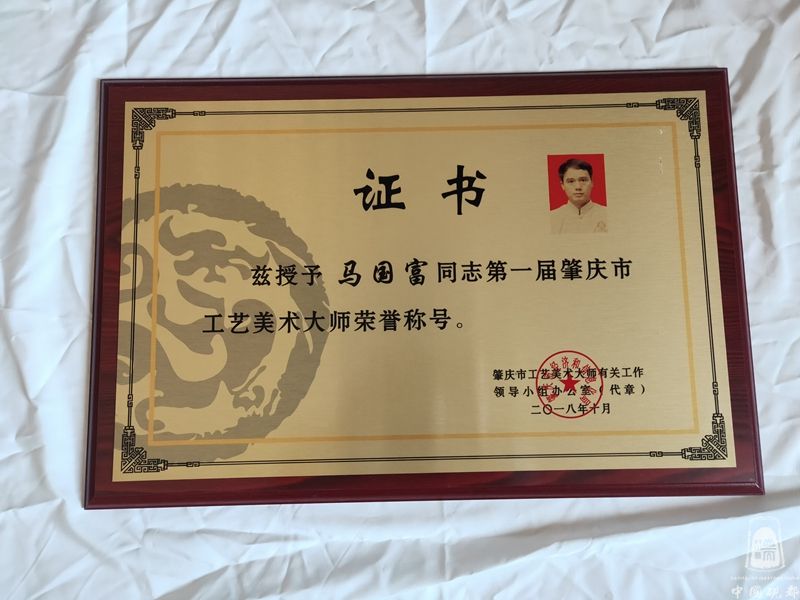 证书
兹授予 马国富同志第一届肇庆市
工艺美术大师荣誉称号。
肇庆市工艺美术大师有关工作
领导小组办公室(代章)
二〇一八年十月
中国砚都